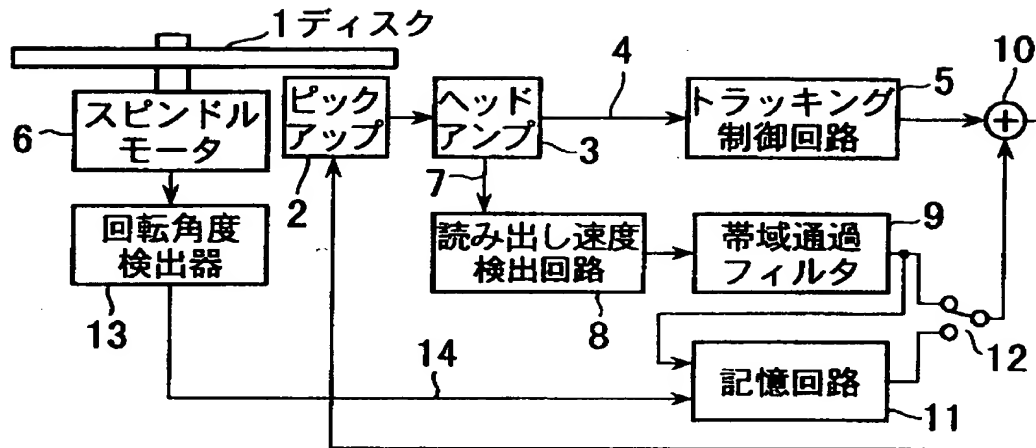 1ディスク
4
10
スピンドル
モータ
6
ピック
アップ
2
ヘッド
アンプ
3
トラッキング
制御回路
5
7
回転角度
検出器
13
読み出し速度
検出回路
8
帯域通過
フィルタ
9
12
14
記憶回路
11